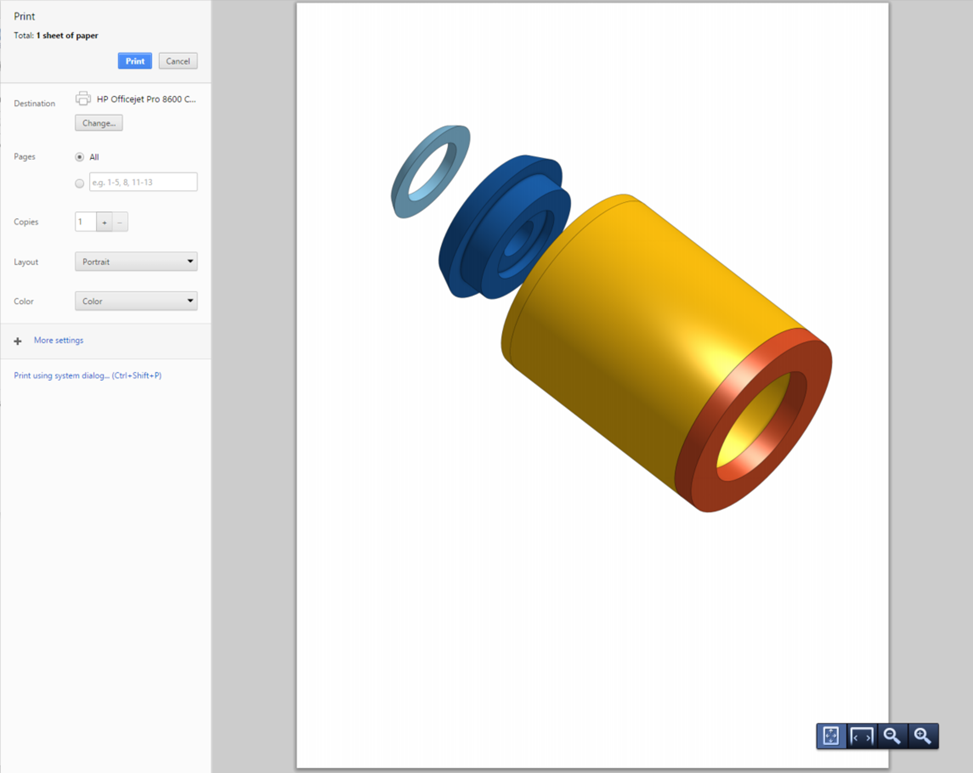 Print
Total: 1 sheet of paper
Print Cancel
Destination HP Officejet Pro 8600 C...
Change...
Pages All
e.g. 1-5, 8, 11-13
Copies 1 + -
Layout Portrait
Color Color
+ More settings
Print using system dialog... (Ctrl+Shift+P)